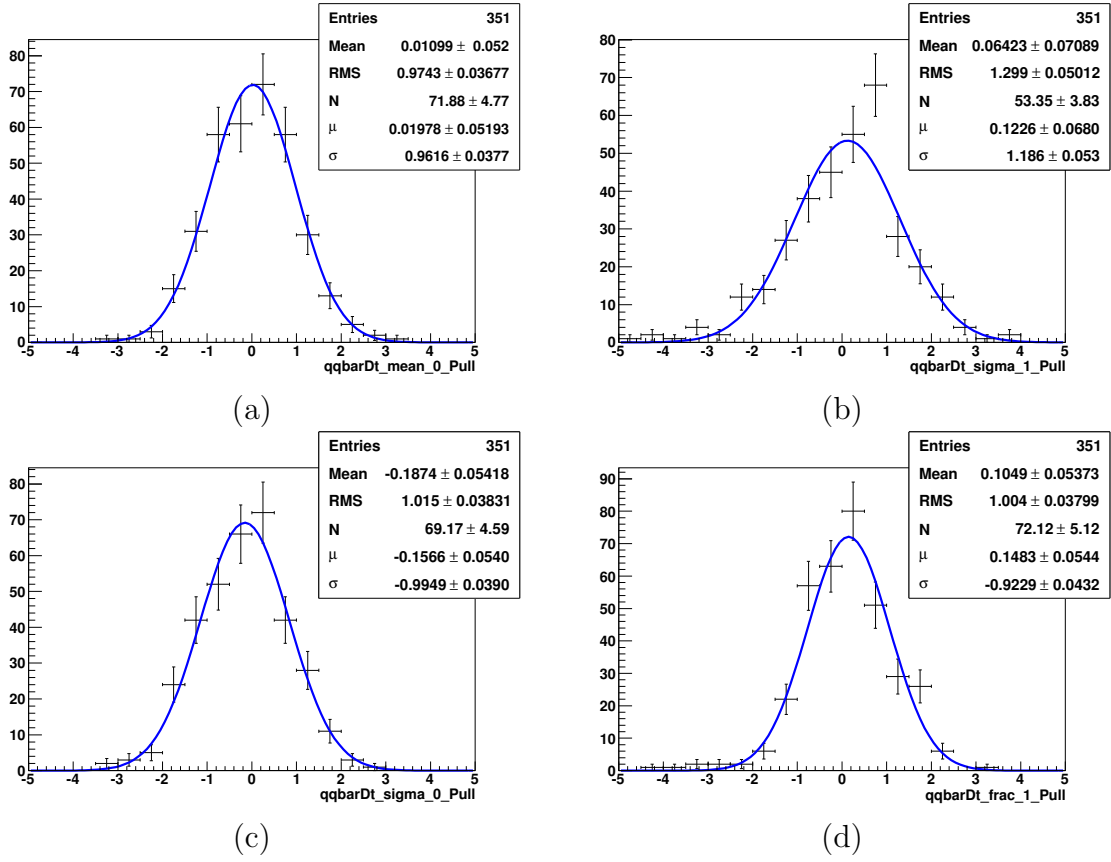 Entries 351
Mean 0.01099 ± 0.052
RMS 0.9743 ± 0.03677
N 71.88 ± 4.77
μ 0.01978 ± 0.05193
σ 0.9616 ± 0.0377
80
70
60
50
40
30
20
10
0
-5 -4 -3 -2 -1 0 1 2 3 4 5
qqbarDt_mean_0_Pull
(a)
Entries 351
Mean 0.06423 ± 0.07089
RMS 1.299 ± 0.05012
N 53.35 ± 3.83
μ 0.1226 ± 0.0680
σ 1.186 ± 0.053
80
70
60
50
40
30
20
10
0
-5 -4 -3 -2 -1 0 1 2 3 4 5
qqbarDt_sigma_1_Pull
(b)
Entries 351
Mean -0.1874 ± 0.05418
RMS 1.015 ± 0.03831
N 69.17 ± 4.59
μ -0.1566 ± 0.0540
σ -0.9949 ± 0.0390
80
70
60
50
40
30
20
10
0
-5 -4 -3 -2 -1 0 1 2 3 4 5
qqbarDt_sigma_0_Pull
(c)
Entries 351
Mean 0.1049 ± 0.05373
RMS 1.004 ± 0.03799
N 72.12 ± 5.12
μ 0.1483 ± 0.0544
σ -0.9229 ± 0.0432
90
80
70
60
50
40
30
20
10
0
-5 -4 -3 -2 -1 0 1 2 3 4 5
qqbarDt_frac_1_Pull
(d)